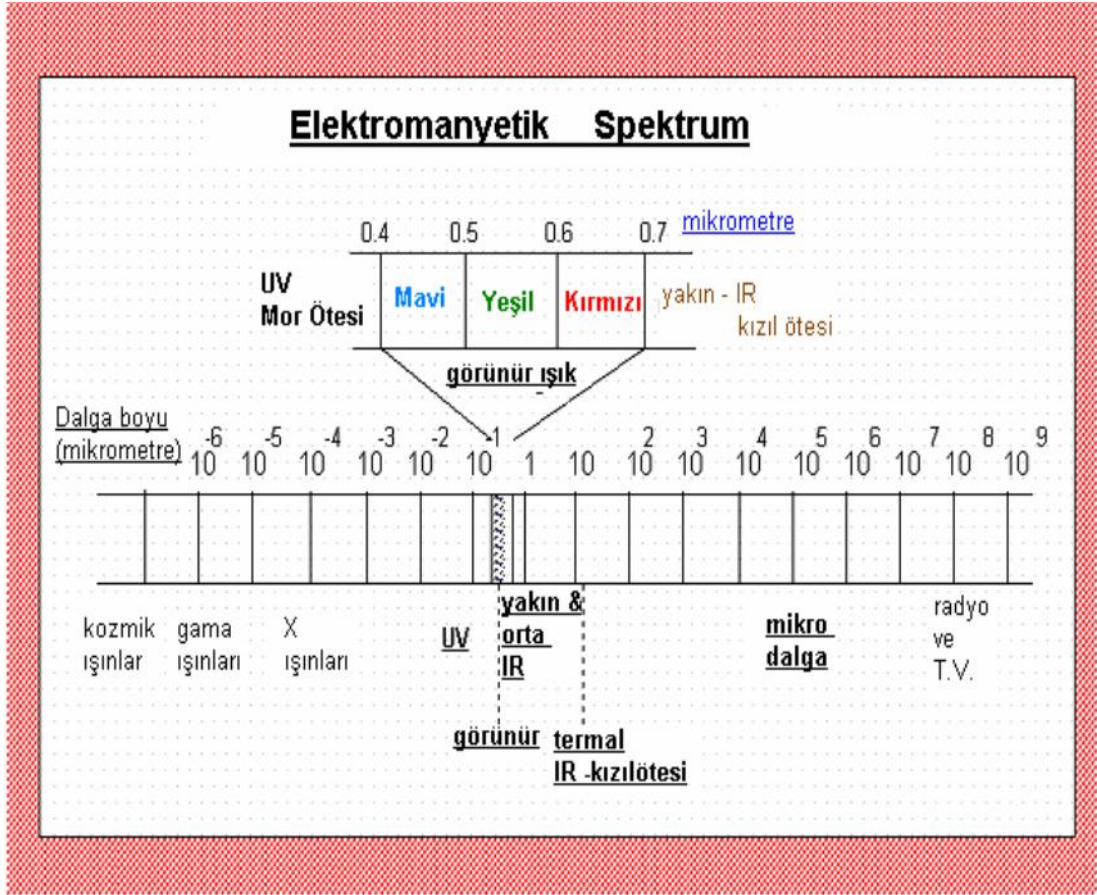 Elektromanyetik Spektrum
0.4 0.5 0.6 0.7 mikrometre
UV
Mor Ötesi
Mavi Yeşil Kırmızı
yakın - IR
kızıl ötesi
görünür ışık
Dalga boyu
(mikrometre)
-6 -5 -4 -3 -2 -1 2 3 4 5 6 7 8 9
10 10 10 10 10 10 1 10 10 10 10 10 10 10 10 10
kozmik
ışınlar
gama
ışınları
X
ışınları
UV
yakın &
orta
IR
mikro
dalga
radyo
ve
T.V.
görünür
termal
IR -kızılötesi